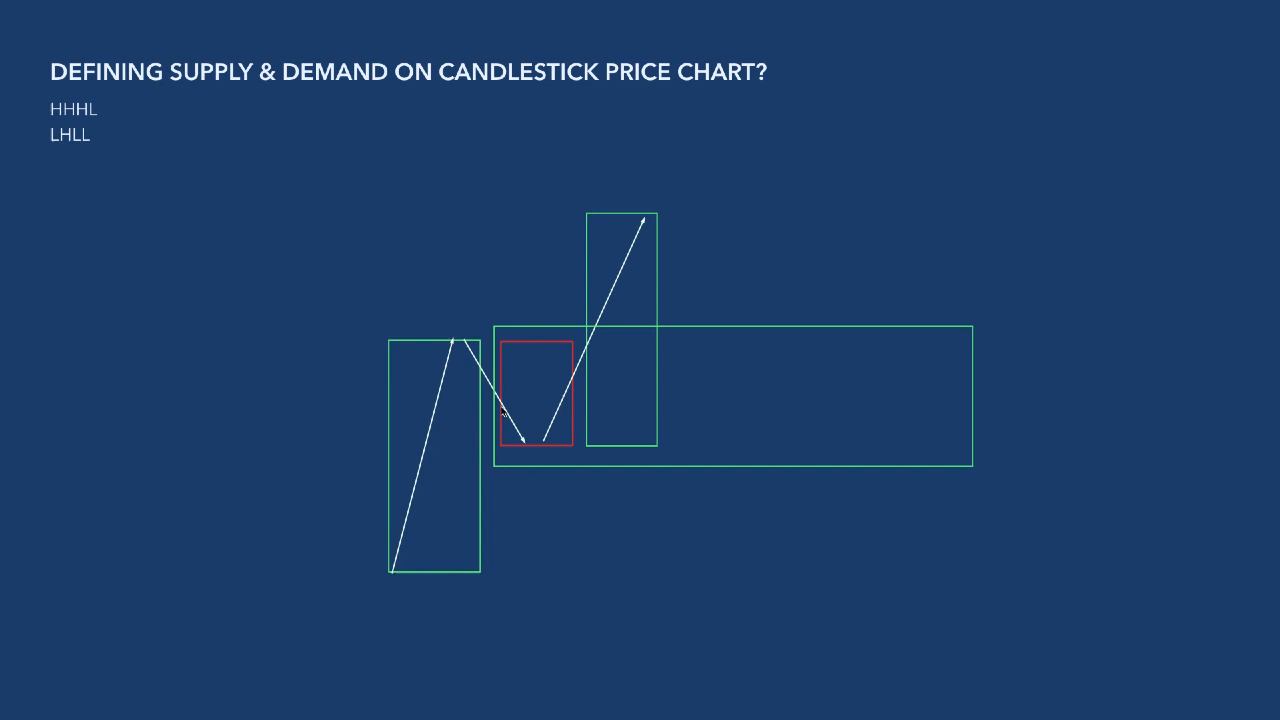 DEFINING SUPPLY & DEMAND ON CANDLESTICK PRICE CHART?
HHHL
LHLL